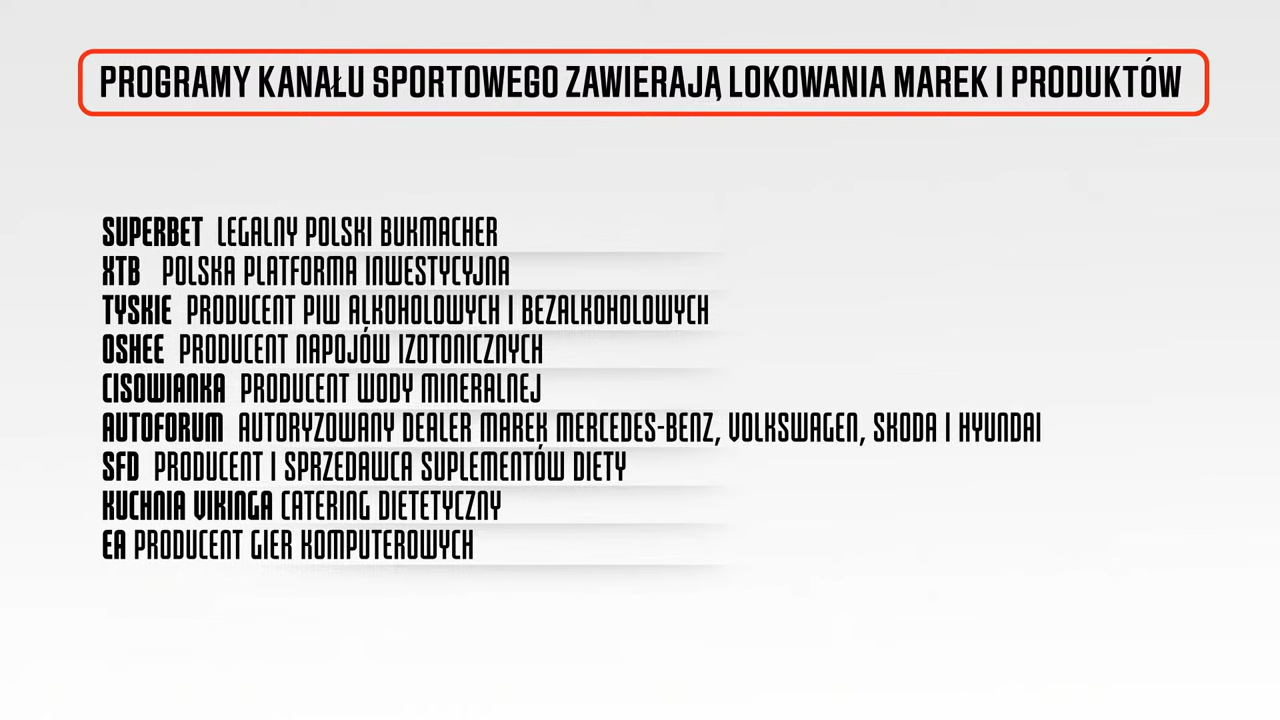 PROGRAMY KANAŁU SPORTOWEGO ZAWIERAJĄ LOKOWANIA MAREK I PRODUKTÓW
SUPERBET LEGALNY POLSKI BUKMACHER
XTB POLSKA PLATFORMA INWESTYCYJNA
TYSKIE PRODUCENT PIW ALKOHOLOWYCH I BEZALKOHOLOWYCH
OSHEE PRODUCENT NAPOJÓW IZOTONICZNYCH
CISOWIANKA PRODUCENT WODY MINERALNEJ
AUTOFORUM AUTORYZOWANY DEALER MAREK MERCEDES-BENZ, VOLKSWAGEN, SKODA I HYUNDAI
SFD PRODUCENT I SPRZEDAWCA SUPLEMENTÓW DIETY
KUCHNIA VIKINGA CATERING DIETETYCZNY
EA PRODUCENT GIER KOMPUTEROWYCH